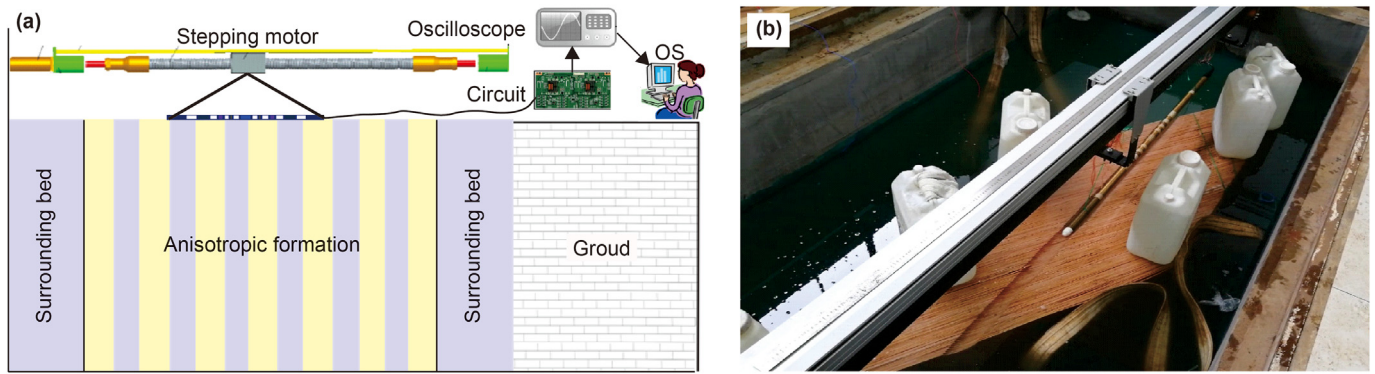 (a)
Stepping motor
Oscilloscope
OS
Circuit
Surrounding bed
Anisotropic formation
Surrounding bed
Groud
(b)